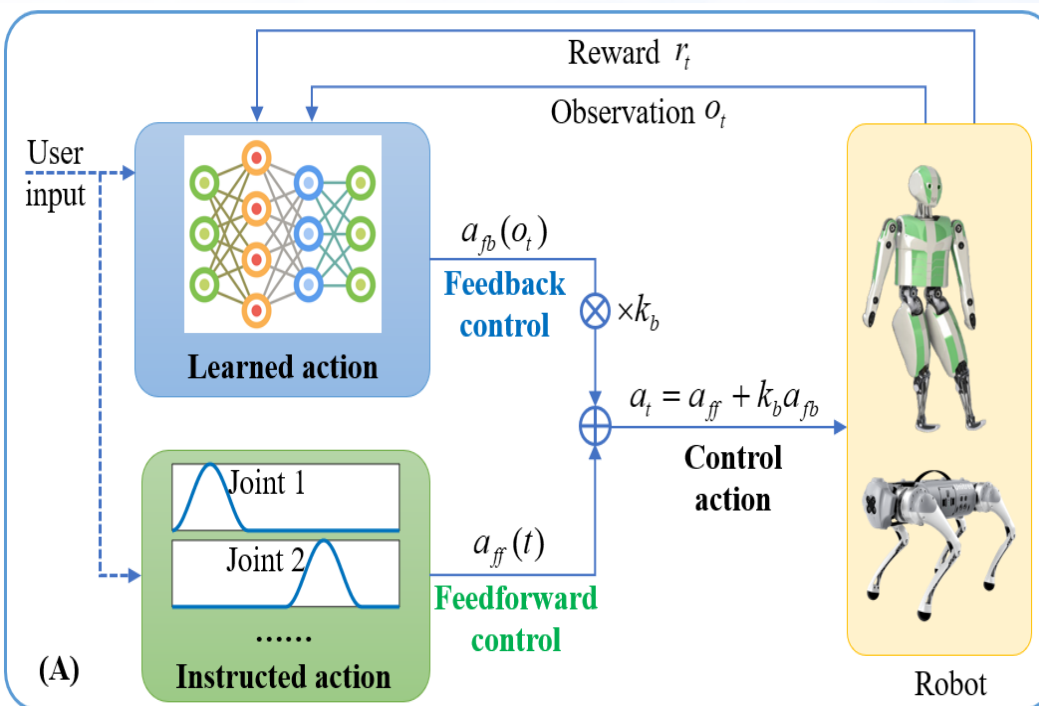 Reward r_t
Observation o_t
User
input
a_{fb}(o_t)
Feedback
control
×k_b
Learned action
a_t = a_{ff} + k_b a_{fb}
Control
action
Joint 1
Joint 2
a_{ff}(t)
Feedforward
control
......
(A)
Instructed action
Robot